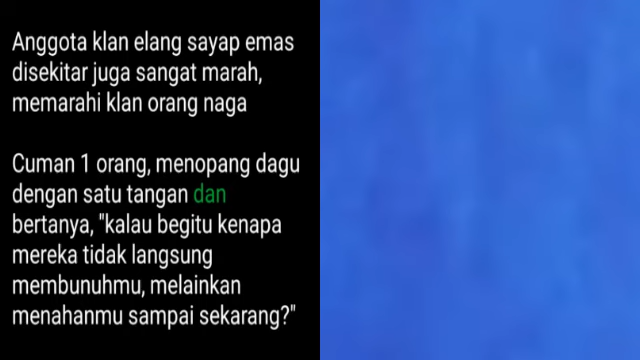 Anggota klan elang sayap emas
disekitar juga sangat marah,
memarahi klan orang naga
Cuman 1 orang, menopang dagu
dengan satu tangan dan
bertanya, "kalau begitu kenapa
mereka tidak langsung
membunuhmu, melainkan
menahanmu sampai sekarang?"